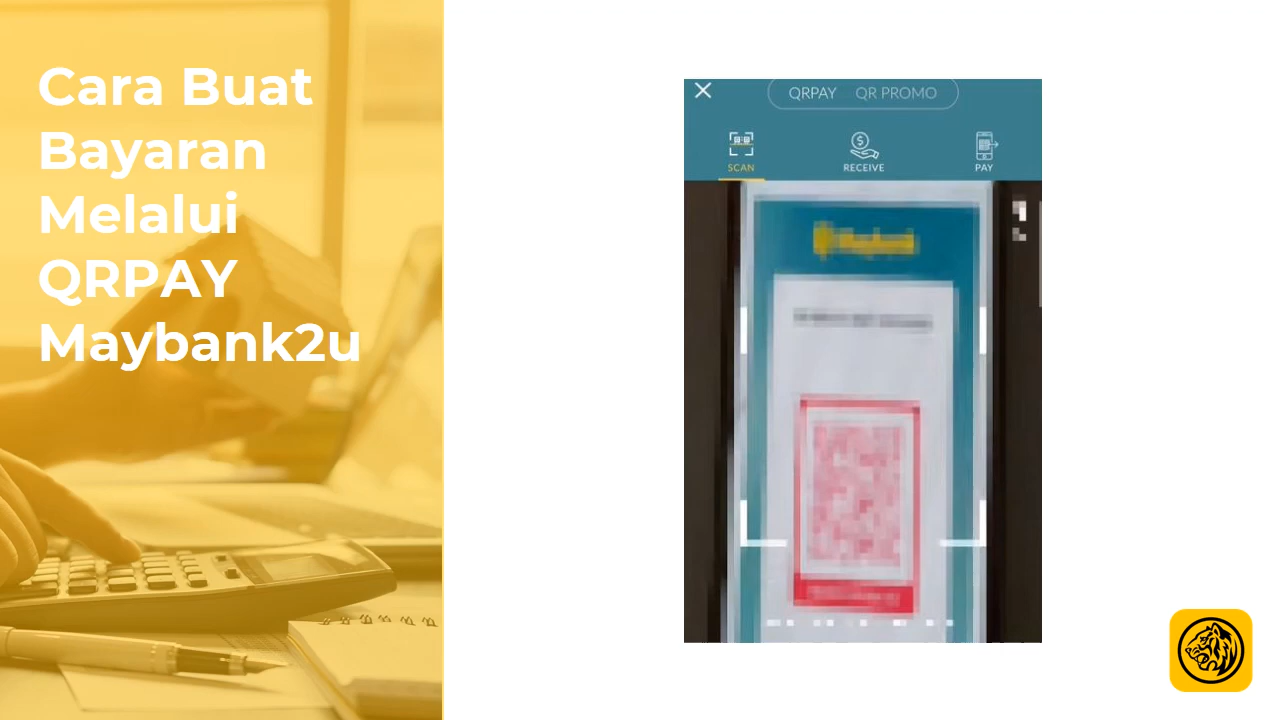 Cara Buat
Bayaran
Melalui
QRPAY
Maybank2u
QRPAY QR PROMO
SCAN RECEIVE PAY